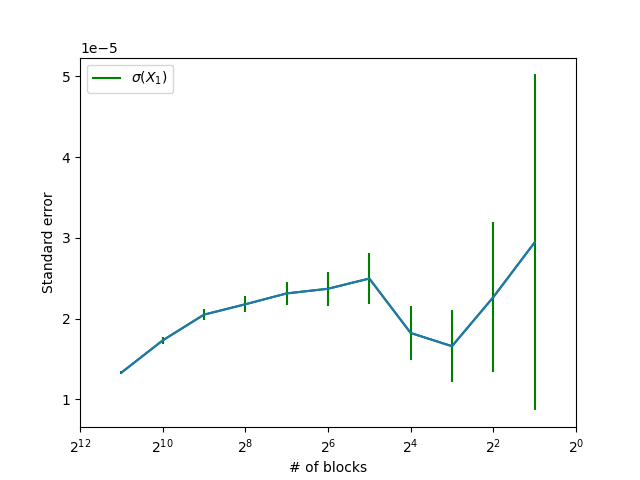 1e−5
σ(X₁)
5
4
3
2
1
Standard error
2¹² 2¹⁰ 2⁸ 2⁶ 2⁴ 2² 2⁰
# of blocks